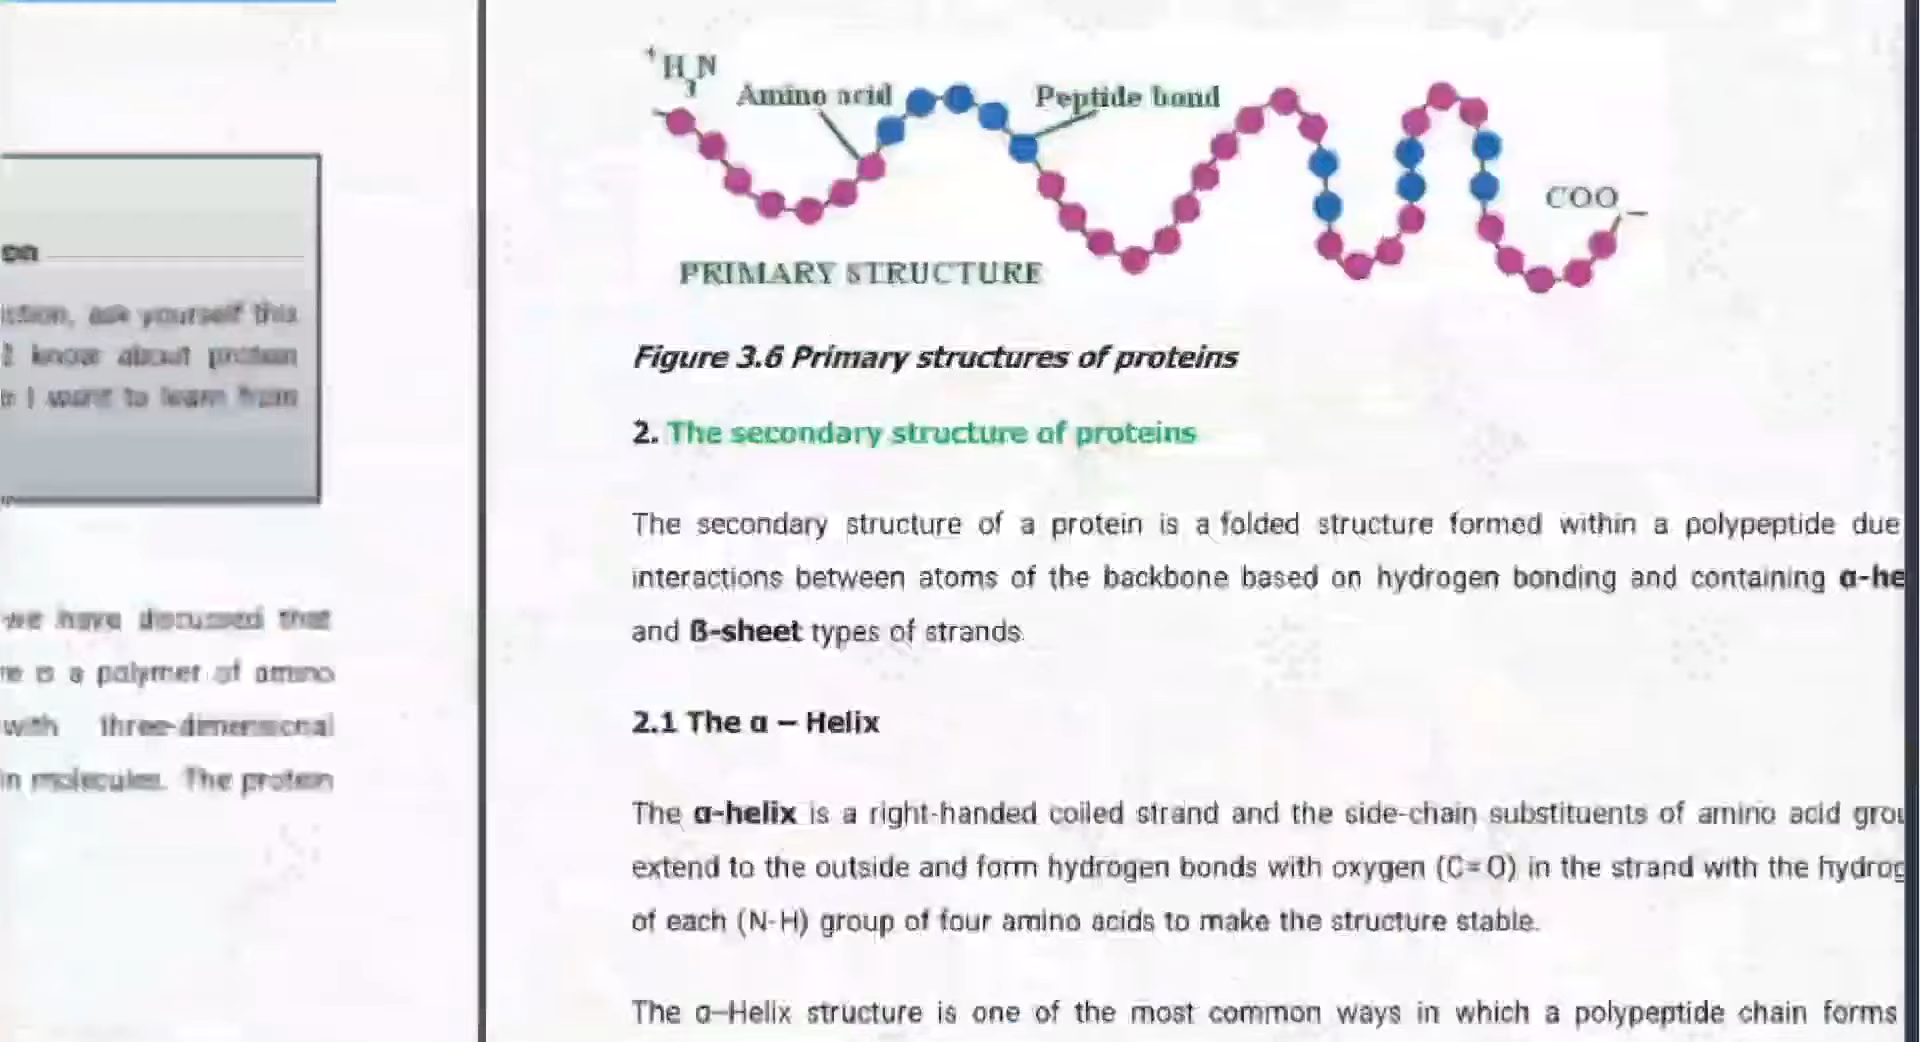 +H3N
Amino acid
Peptide bond
COO –
PRIMARY STRUCTURE
Figure 3.6 Primary structures of proteins
2. The secondary structure of proteins
The secondary structure of a protein is a folded structure formed within a polypeptide due
interactions between atoms of the backbone based on hydrogen bonding and containing α-he
and ß-sheet types of strands.
2.1 The α – Helix
The α-helix is a right-handed coiled strand and the side-chain substituents of amino acid grou
extend to the outside and form hydrogen bonds with oxygen (C=O) in the strand with the hydrog
of each (N-H) group of four amino acids to make the structure stable.
The α–Helix structure is one of the most common ways in which a polypeptide chain forms
on
ask yourself this
I know about protein
I want to learn from
we have discussed that
is a polymer of amino
with three-dimensional
in molecules. The protein